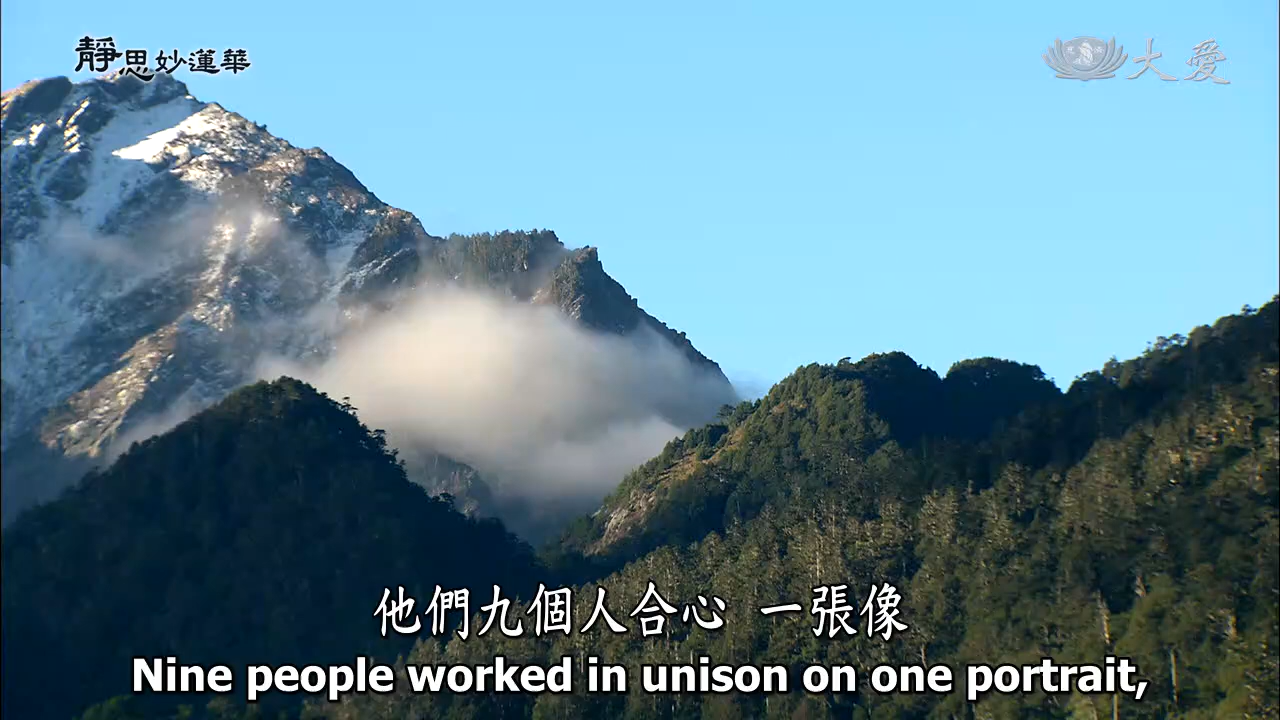 靜思妙蓮華
大愛
他們九個人合心 一張像
Nine people worked in unison on one portrait,